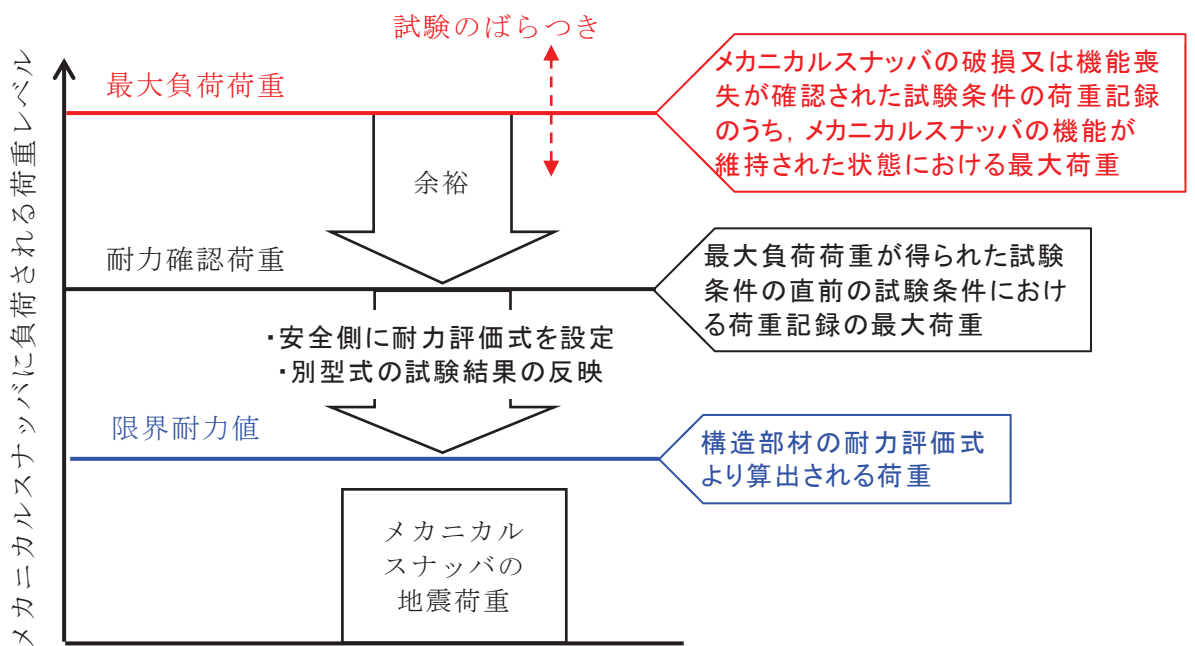 試験のばらつき
メカニカルスナッバに負荷される荷重レベル
最大負荷荷重
メカニカルスナッバの破損又は機能喪
失が確認された試験条件の荷重記録
のうち，メカニカルスナッバの機能が
維持された状態における最大荷重
余裕
耐力確認荷重
最大負荷荷重が得られた試験
条件の直前の試験条件におけ
る荷重記録の最大荷重
・安全側に耐力評価式を設定
・別型式の試験結果の反映
限界耐力値
構造部材の耐力評価式
より算出される荷重
メカニカル
スナッバの
地震荷重